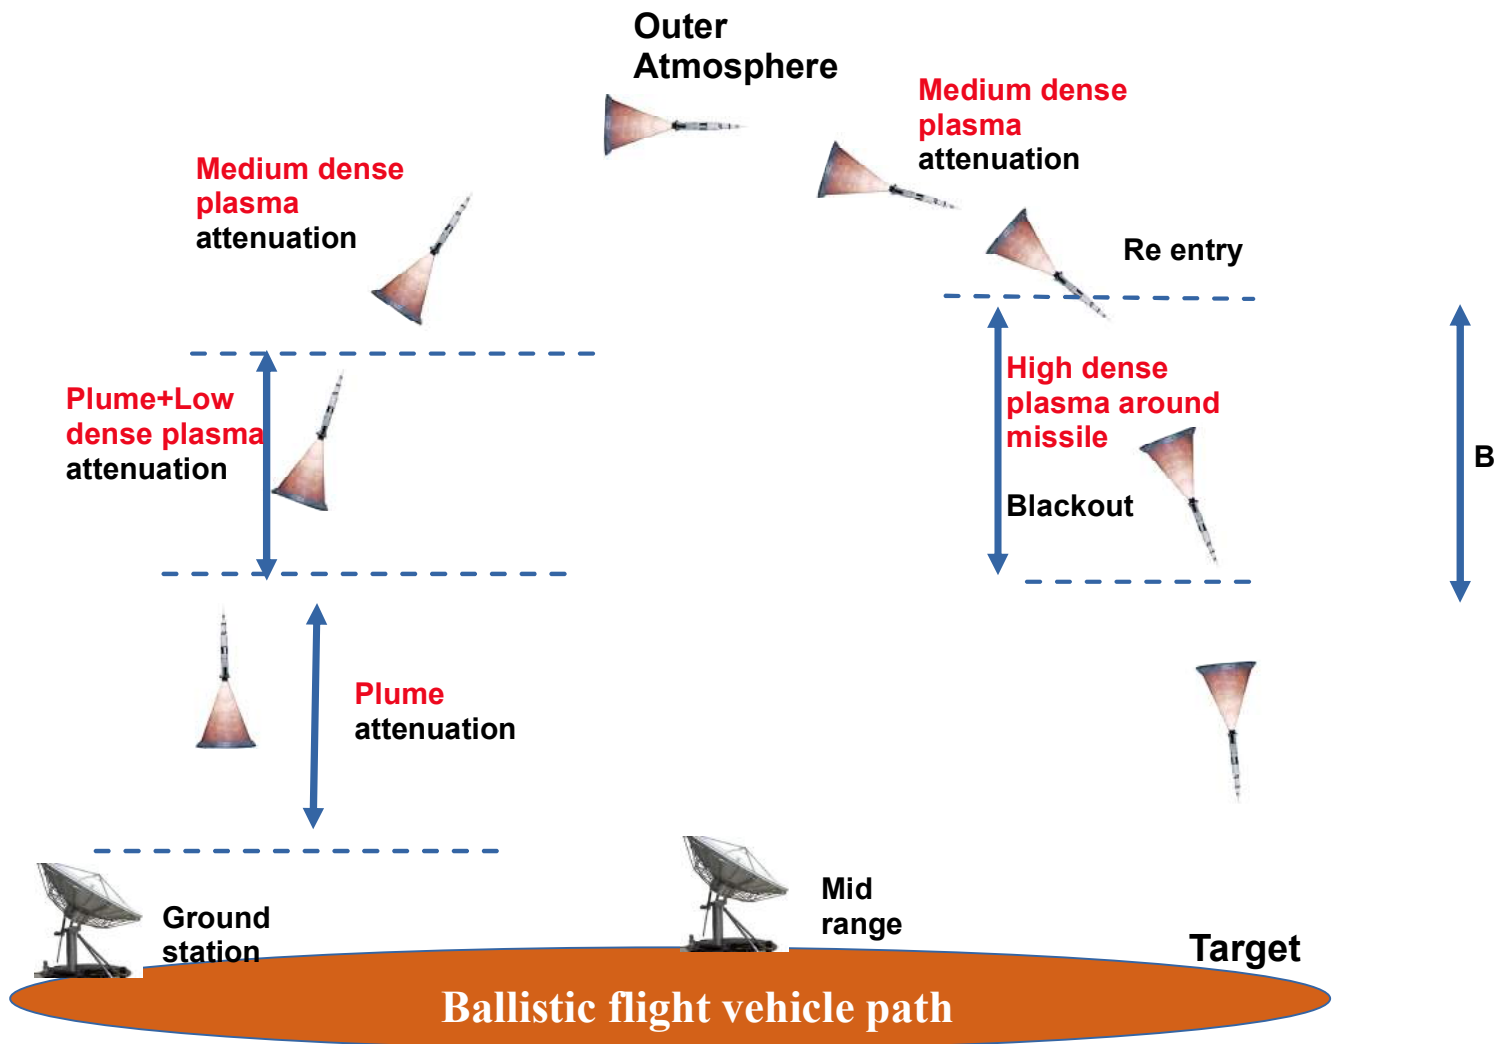 Outer
Atmosphere
Medium dense
plasma
attenuation
Medium dense
plasma
attenuation
Re entry
Plume+Low
dense plasma
attenuation
High dense
plasma around
missile
Blackout
B
Plume
attenuation
Ground
station
Mid
range
Target
Ballistic flight vehicle path